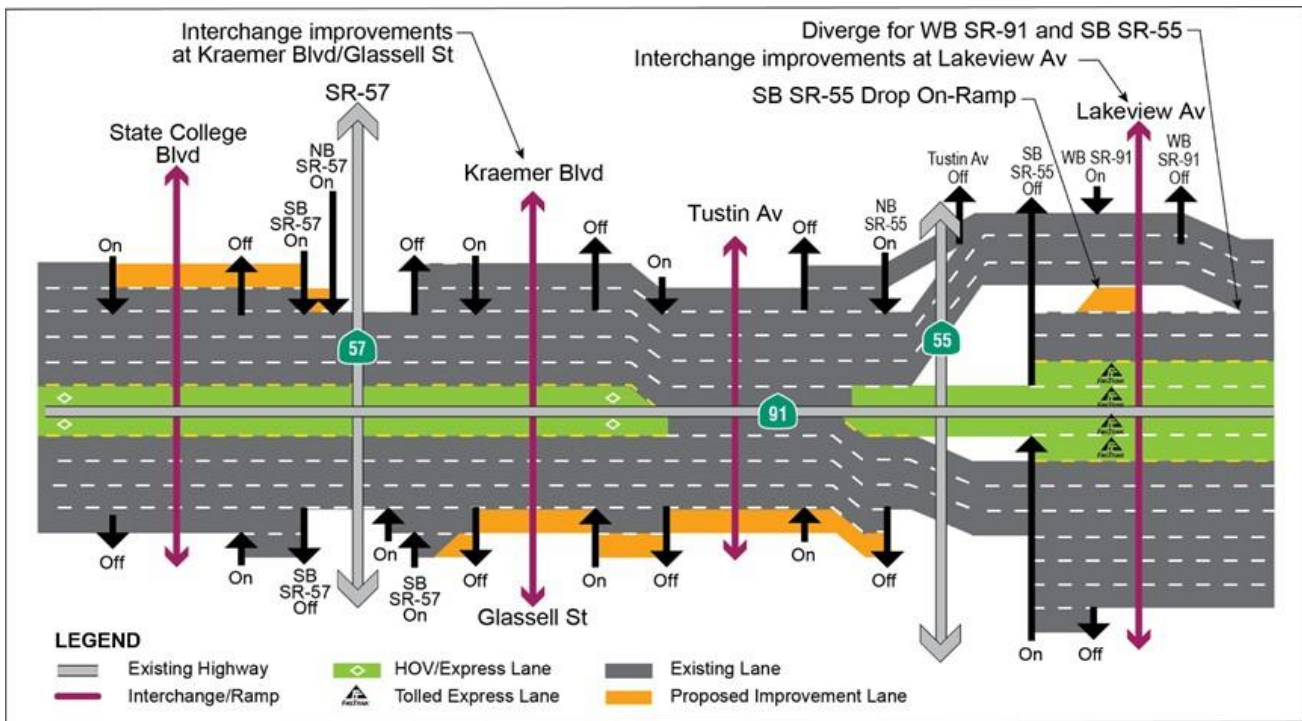 Interchange improvements
at Kraemer Blvd/Glassell St
Diverge for WB SR-91 and SB SR-55
Interchange improvements at Lakeview Av
SB SR-55 Drop On-Ramp
SR-57
State College
Blvd
NB
SR-57
On
SB
SR-57
On
Kraemer Blvd
Tustin Av
Lakeview Av
Tustin Av
Off
SB
SR-55
Off
WB SR-91
On
WB
SR-91
Off
NB
SR-55
On
On
Off
Off
On
Off
On
Off
57
55
91
FasTrak
FasTrak
FasTrak
FasTrak
Off
On
SB
SR-57
Off
On
SB
SR-57
On
Off
Glassell St
On
Off
On
Off
On
Off
LEGEND
Existing Highway
HOV/Express Lane
Existing Lane
Interchange/Ramp
FasTrak
Tolled Express Lane
Proposed Improvement Lane